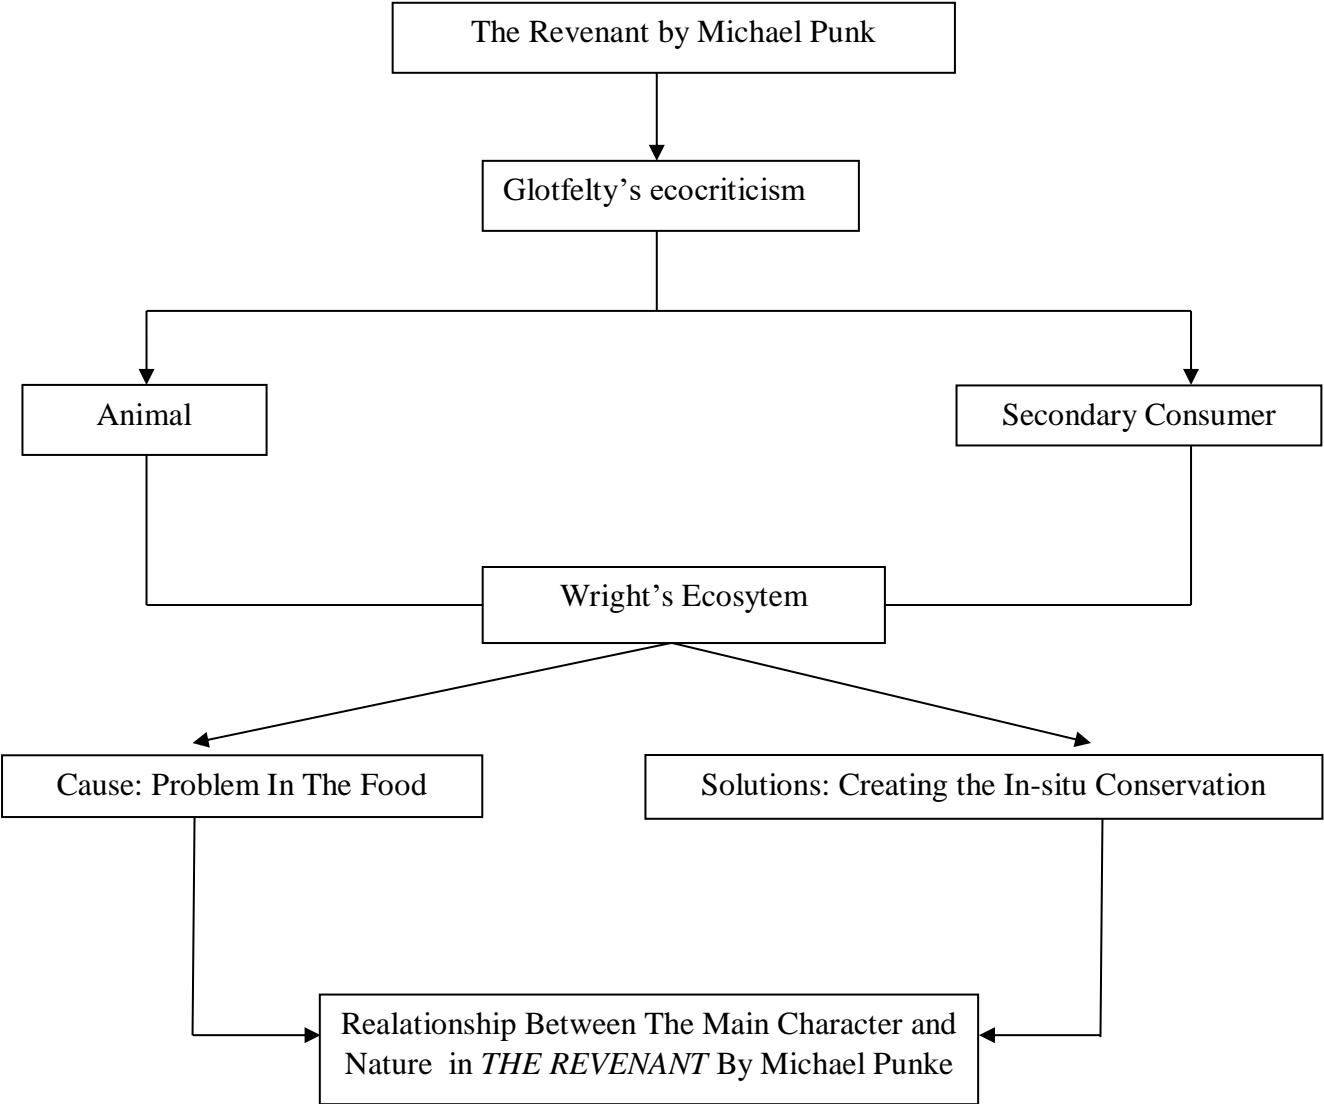 The Revenant by Michael Punk
Glotfelty’s ecocriticism
Animal
Secondary Consumer
Wright’s Ecosytem
Cause: Problem In The Food
Solutions: Creating the In-situ Conservation
Realationship Between The Main Character and
Nature in THE REVENANT By Michael Punke